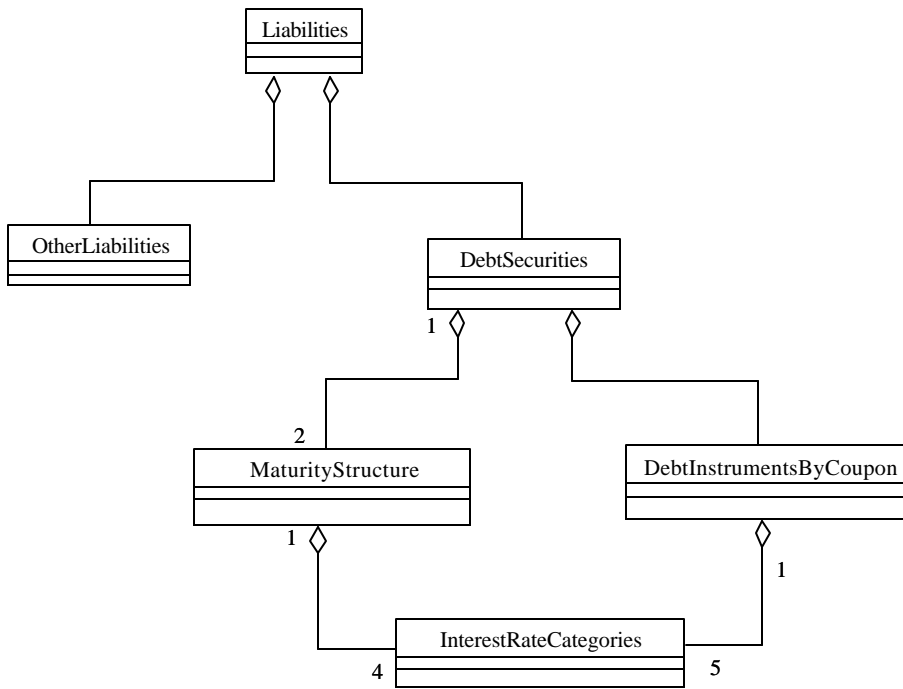 Liabilities
OtherLiabilities
DebtSecurities
1
2
MaturityStructure
DebtInstrumentsByCoupon
1
1
InterestRateCategories
4
5